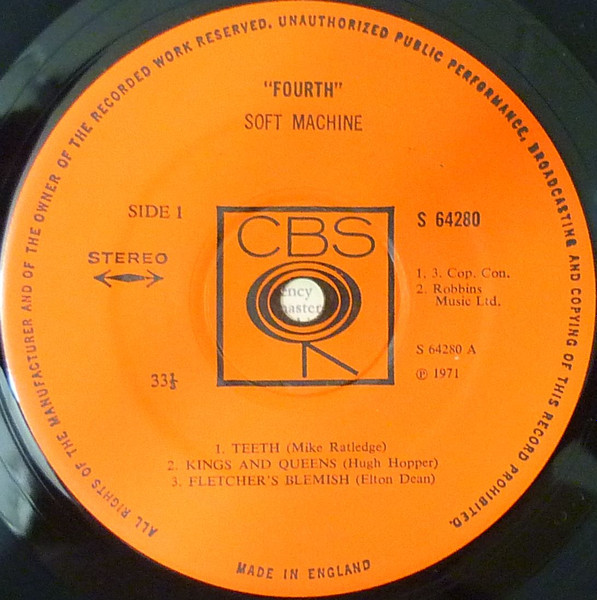 ALL RIGHTS OF THE MANUFACTURER AND OF THE OWNER OF THE RECORDED WORK RESERVED. UNAUTHORIZED PUBLIC PERFORMANCE, BROADCASTING AND COPYING OF THIS RECORD PROHIBITED.
"FOURTH"
SOFT MACHINE
SIDE 1
STEREO
33⅓
CBS
S 64280
1, 3. Cop. Con.
2. Robbins
Music Ltd.
S 64280 A
℗ 1971
1. TEETH (Mike Ratledge)
2. KINGS AND QUEENS (Hugh Hopper)
3. FLETCHER'S BLEMISH (Elton Dean)
MADE IN ENGLAND